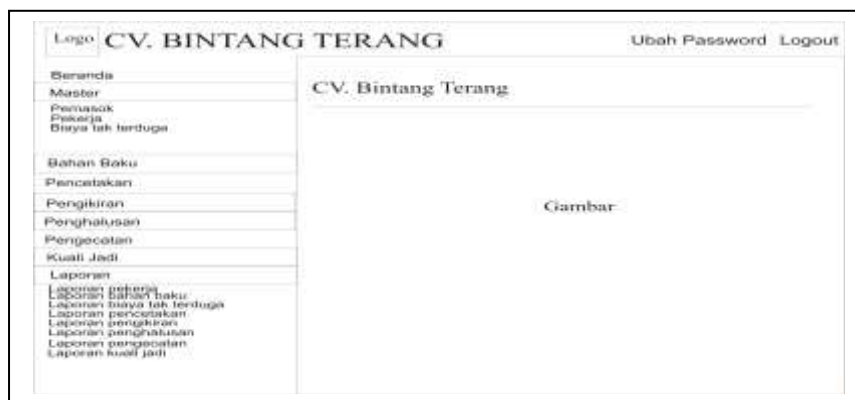 Logo CV. BINTANG TERANG Ubah Password Logout
Beranda
Master
Pemasok
Pekerja
Biaya tak terduga
Bahan Baku
Pencetakan
Pengikiran
Penghalusan
Pengecatan
Kuali Jadi
Laporan
Laporan pekerja
Laporan bahan baku
Laporan biaya tak terduga
Laporan pencetakan
Laporan pengikiran
Laporan penghalusan
Laporan pengecatan
Laporan kuali jadi
CV. Bintang Terang
Gambar